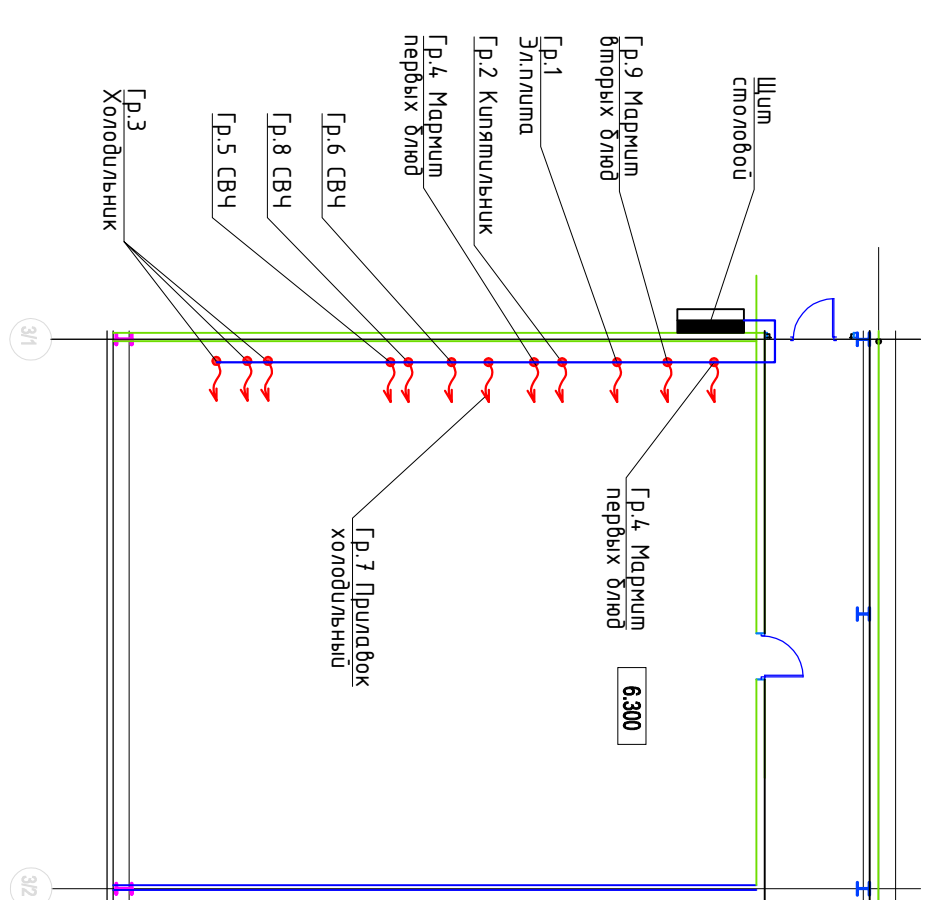 Щит
столовой
Гр.9 Мармит
вторых блюд
Гр.1
Эл.плита
Гр.2 Кипятильник
Гр.4 Мармит
первых блюд
Гр.6 СВЧ
Гр.8 СВЧ
Гр.5 СВЧ
Гр.3
Холодильник
Гр.4 Мармит
первых блюд
Гр.7 Прилавок
холодильный
6.300
3/1
3/2